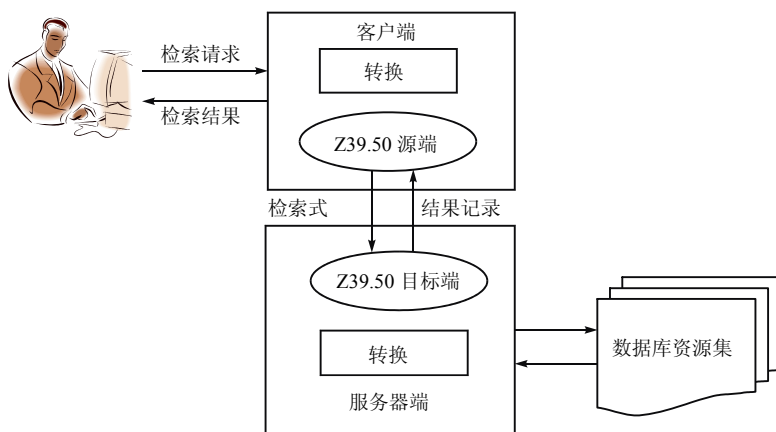 客户端
检索请求
转换
检索结果
Z39.50 源端
检索式
结果记录
Z39.50 目标端
转换
数据库资源集
服务器端